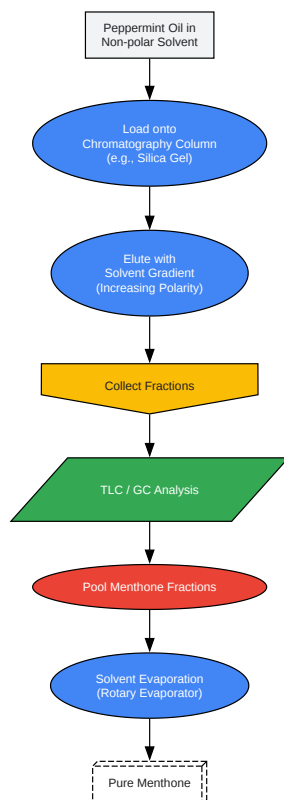 Peppermint Oil in
Non-polar Solvent
Load onto
Chromatography Column
(e.g., Silica Gel)
Elute with
Solvent Gradient
(Increasing Polarity)
Collect Fractions
TLC / GC Analysis
Pool Menthone Fractions
Solvent Evaporation
(Rotary Evaporator)
Pure Menthone